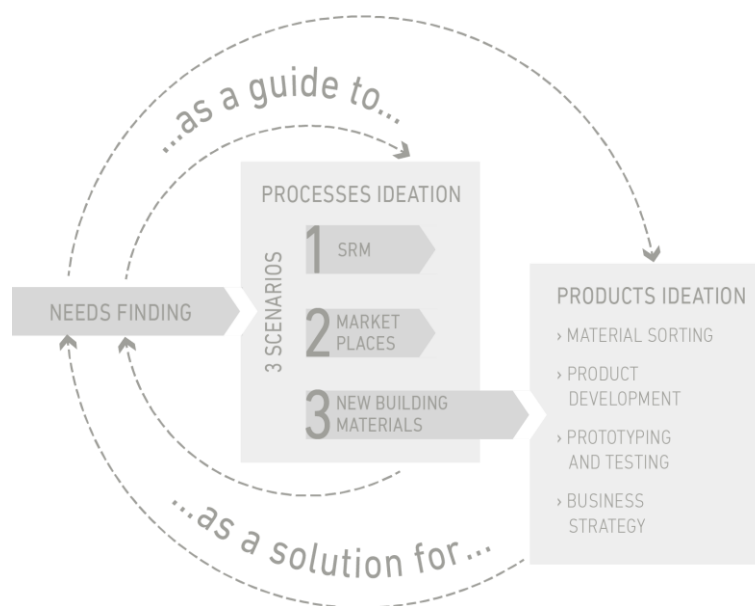 ...as a guide to...
PROCESSES IDEATION
3 SCENARIOS
1 SRM
2 MARKET
PLACES
3 NEW BUILDING
MATERIALS
NEEDS FINDING
PRODUCTS IDEATION
› MATERIAL SORTING
› PRODUCT
DEVELOPMENT
› PROTOTYPING
AND TESTING
› BUSINESS
STRATEGY
...as a solution for...